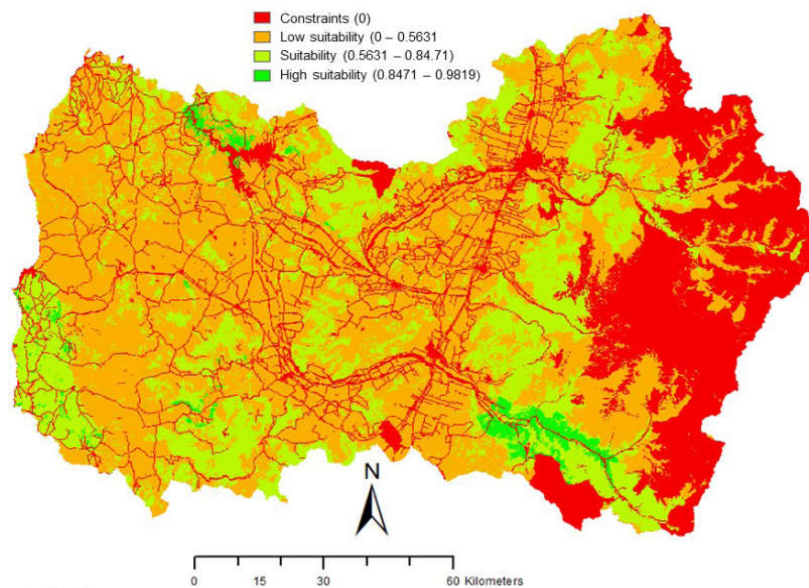 Constraints (0)
Low suitability (0 – 0.5631
Suitability (0.5631 – 0.84.71)
High suitability (0.8471 – 0.9819)
N
0 15 30 60 Kilometers